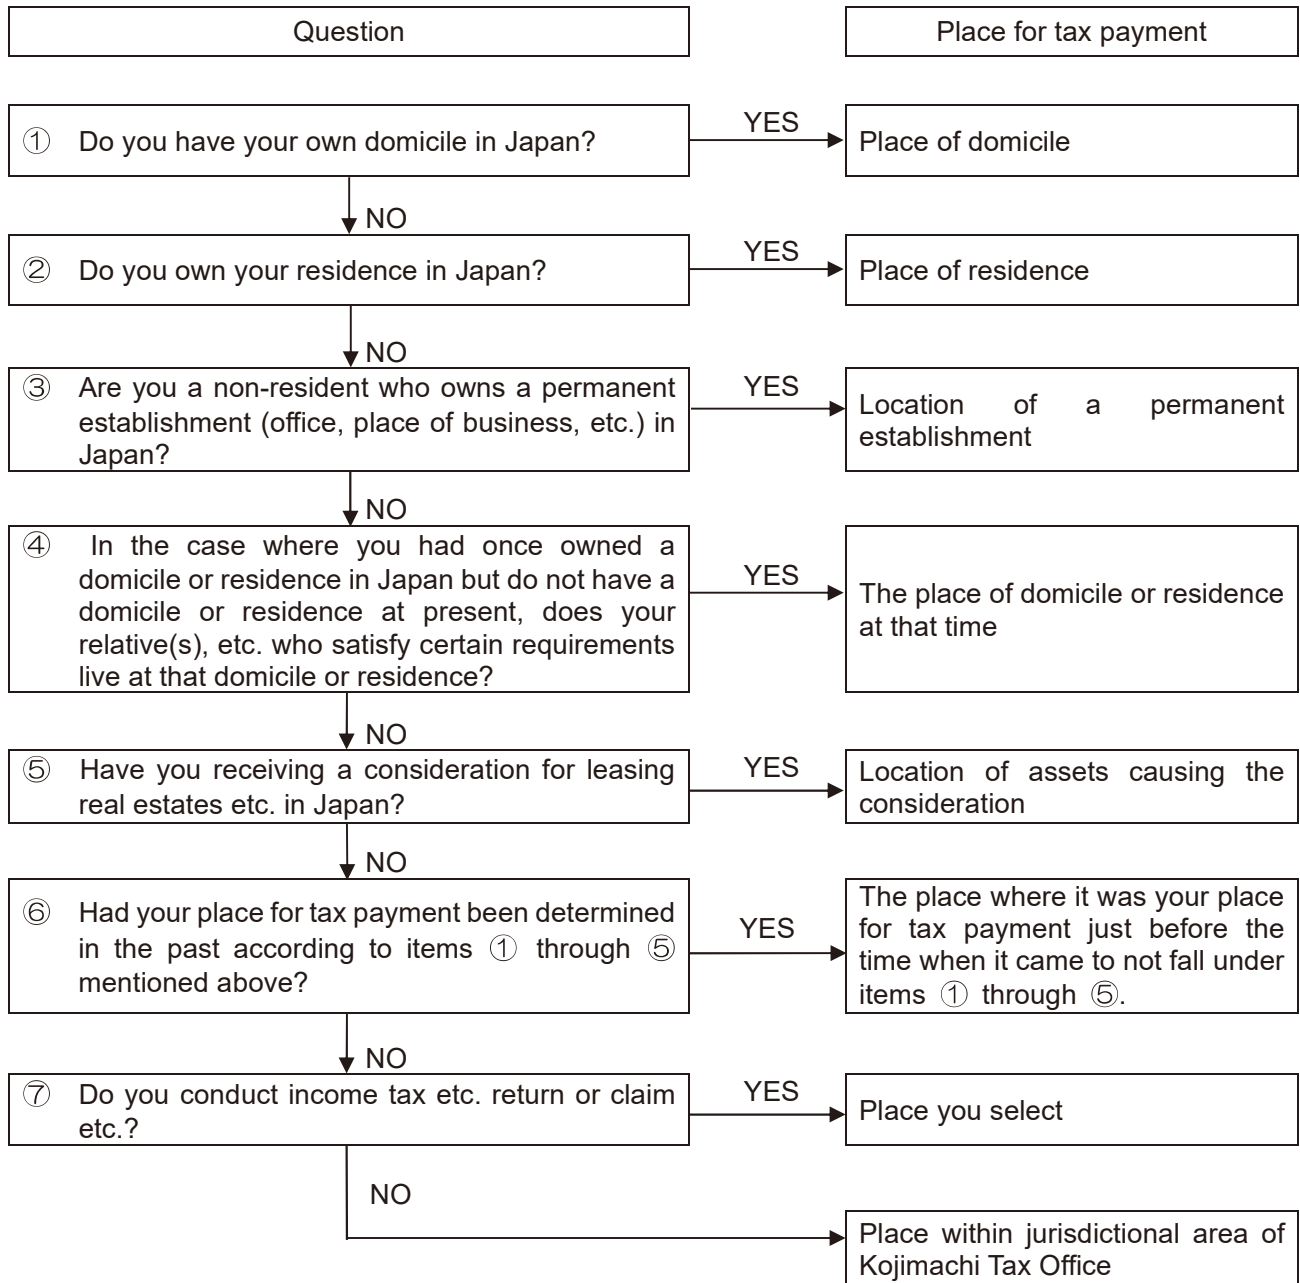 Question
Place for tax payment
① Do you have your own domicile in Japan?
YES
Place of domicile
NO
② Do you own your residence in Japan?
YES
Place of residence
NO
③ Are you a non-resident who owns a permanent
establishment (office, place of business, etc.) in
Japan?
YES
Location of a permanent
establishment
NO
④ In the case where you had once owned a
domicile or residence in Japan but do not have a
domicile or residence at present, does your
relative(s), etc. who satisfy certain requirements
live at that domicile or residence?
YES
The place of domicile or residence
at that time
NO
⑤ Have you receiving a consideration for leasing
real estates etc. in Japan?
YES
Location of assets causing the
consideration
NO
⑥ Had your place for tax payment been determined
in the past according to items ① through ⑤
mentioned above?
YES
The place where it was your place
for tax payment just before the
time when it came to not fall under
items ① through ⑤.
NO
⑦ Do you conduct income tax etc. return or claim
etc.?
YES
Place you select
NO
Place within jurisdictional area of
Kojimachi Tax Office